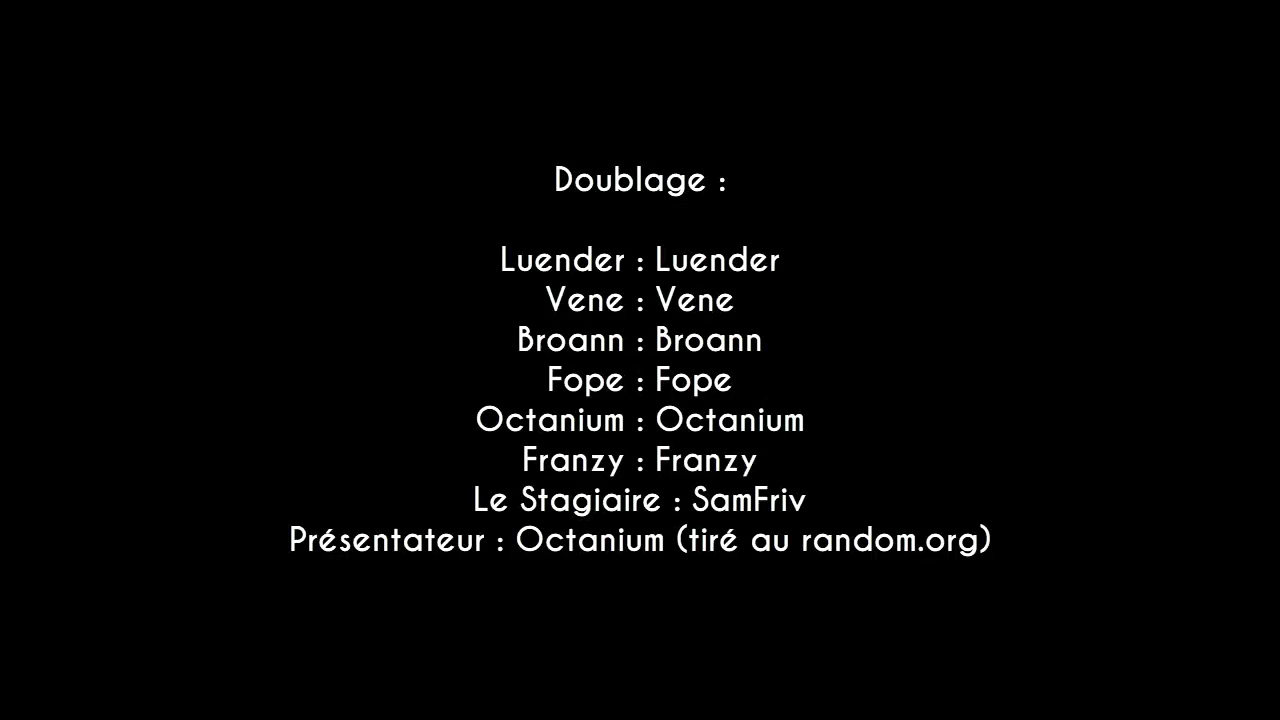 Doublage :
Luender : Luender
Vene : Vene
Broann : Broann
Fope : Fope
Octanium : Octanium
Franzy : Franzy
Le Stagiaire : SamFriv
Présentateur : Octanium (tiré au random.org)